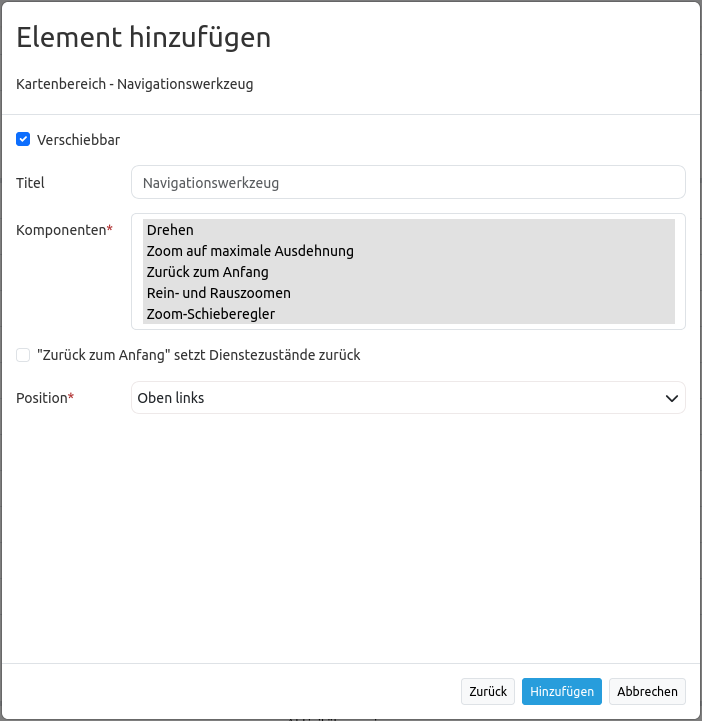 Element hinzufügen
Kartenbereich - Navigationswerkzeug
Verschiebbar
Titel Navigationswerkzeug
Komponenten* Drehen
Zoom auf maximale Ausdehnung
Zurück zum Anfang
Rein- und Rauszoomen
Zoom-Schieberegler
"Zurück zum Anfang" setzt Dienstezustände zurück
Position* Oben links
Zurück Hinzufügen Abbrechen